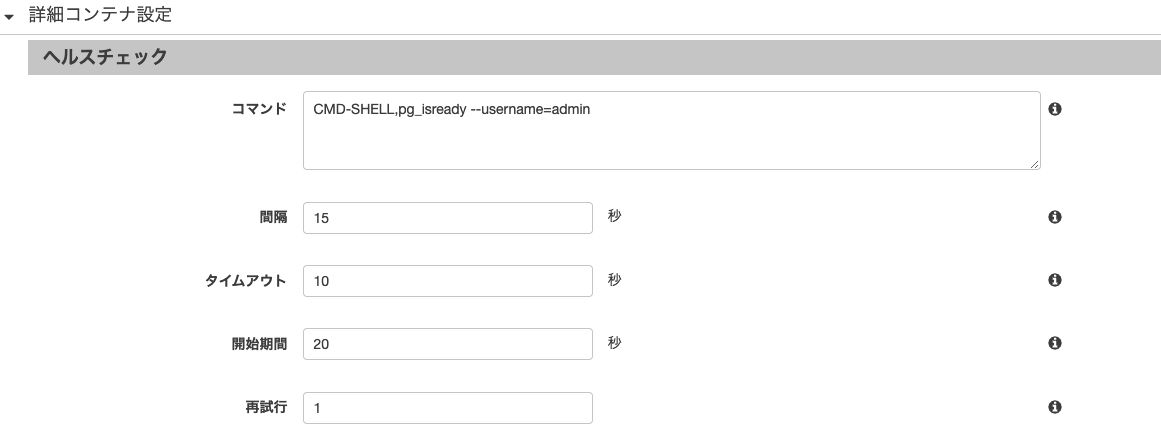 詳細コンテナ設定
ヘルスチェック
コマンド CMD-SHELL,pg_isready --username=admin
間隔 15 秒
タイムアウト 10 秒
開始期間 20 秒
再試行 1